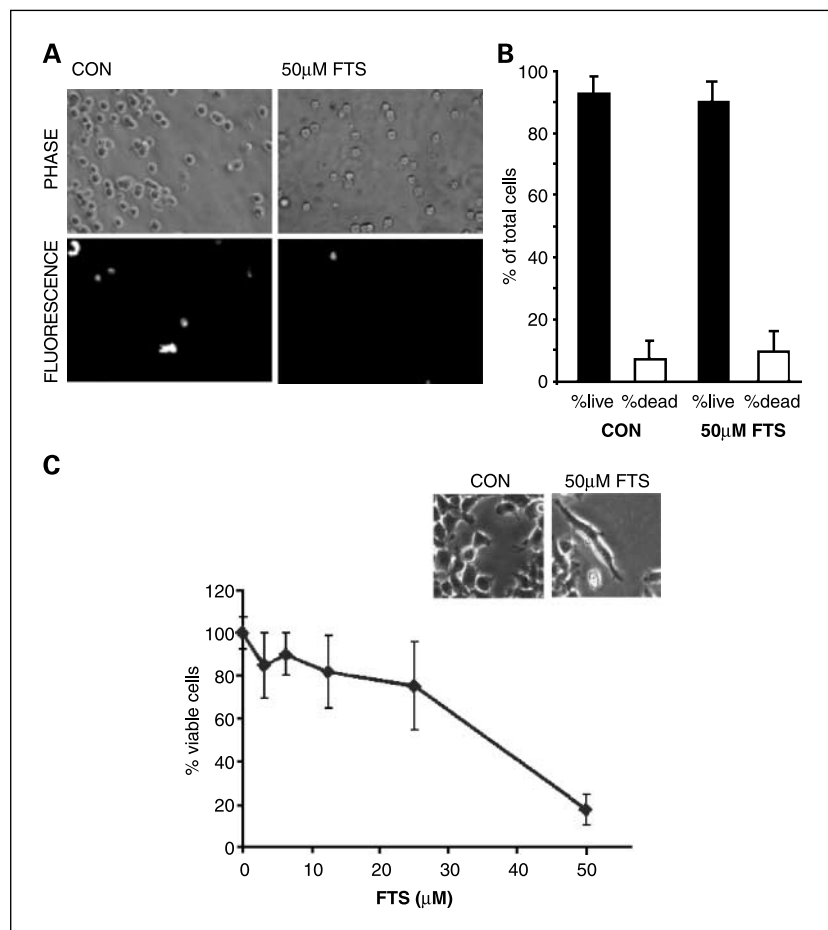 A
CON
50μM FTS
PHASE
FLUORESCENCE
B
% of total cells
100
80
60
40
20
0
%live %dead %live %dead
CON 50μM FTS
C
CON 50μM FTS
% viable cells
120
100
80
60
40
20
0
0 10 20 30 40 50
FTS (μM)